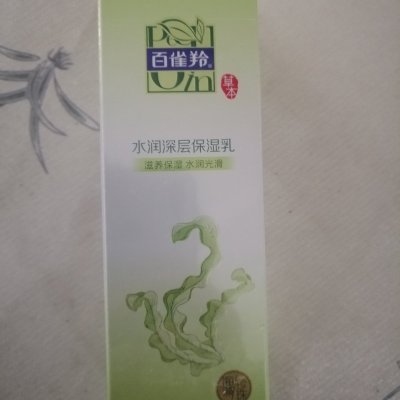 百雀羚
草本
水润深层保湿乳
滋养保湿 水润光滑